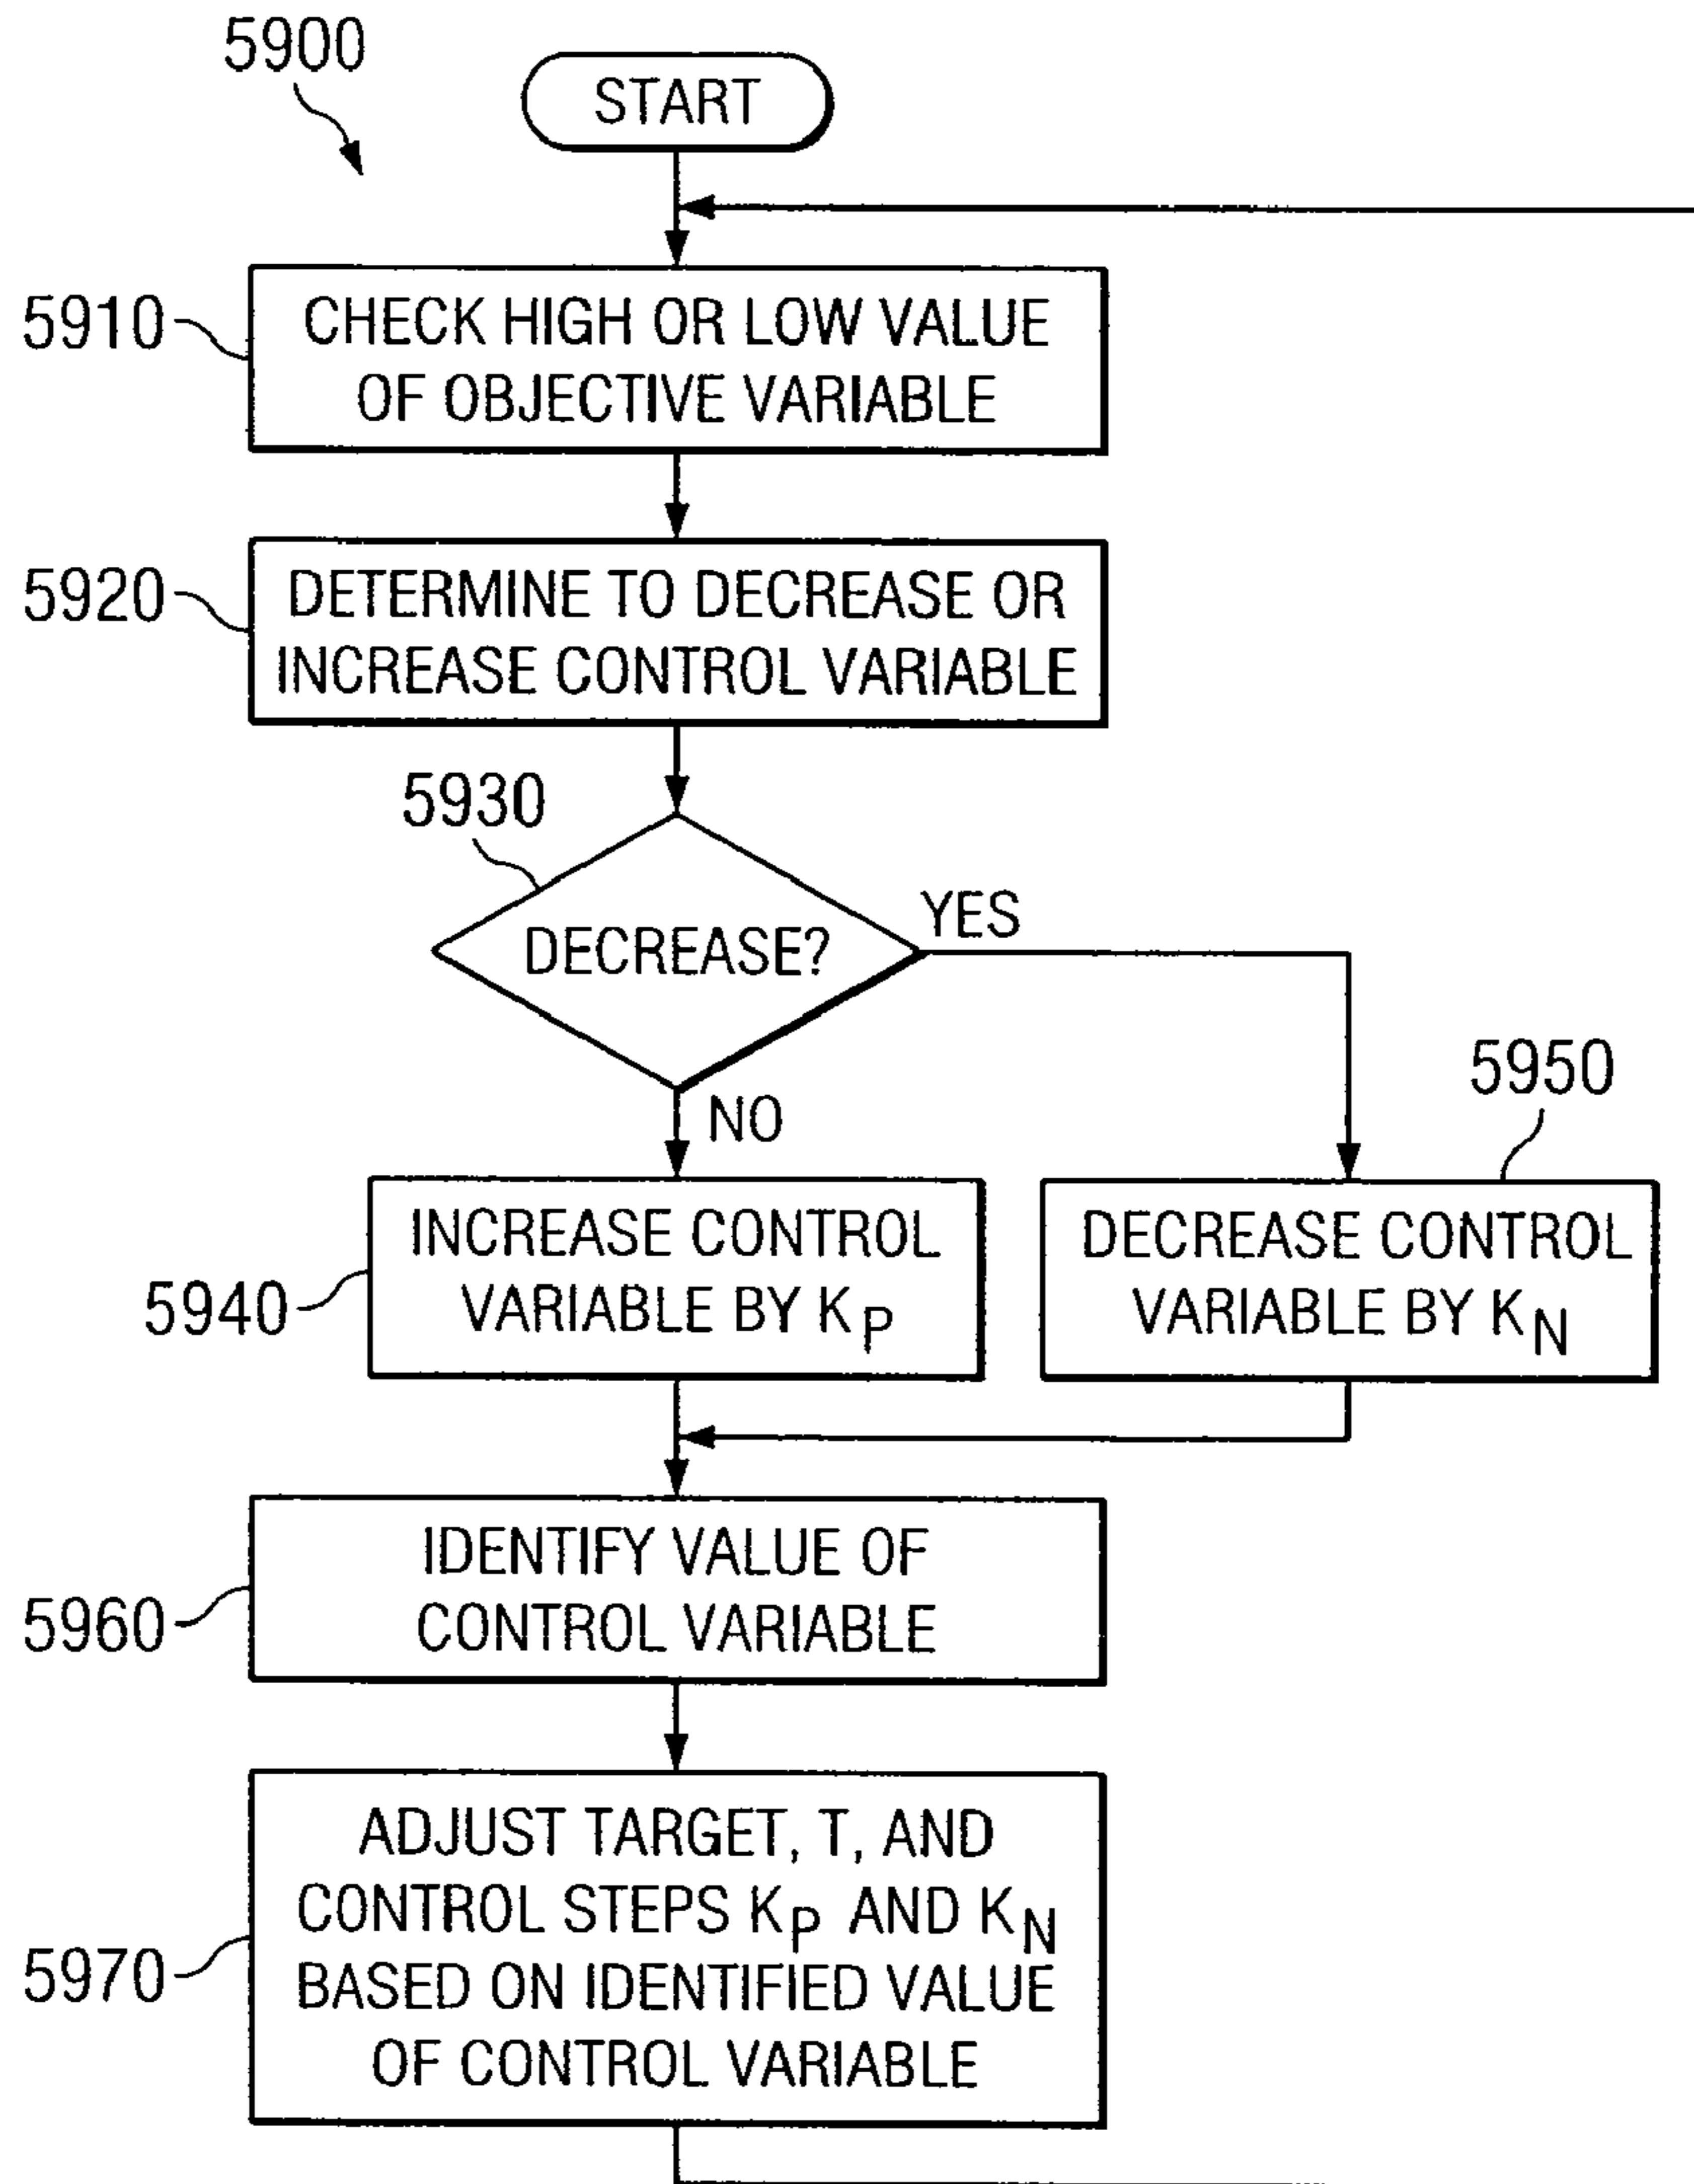 5900
START
5910
CHECK HIGH OR LOW VALUE
OF OBJECTIVE VARIABLE
5920
DETERMINE TO DECREASE OR
INCREASE CONTROL VARIABLE
5930
DECREASE?
YES
NO
5940
INCREASE CONTROL
VARIABLE BY KP
5950
DECREASE CONTROL
VARIABLE BY KN
5960
IDENTIFY VALUE OF
CONTROL VARIABLE
5970
ADJUST TARGET, T, AND
CONTROL STEPS KP AND KN
BASED ON IDENTIFIED VALUE
OF CONTROL VARIABLE